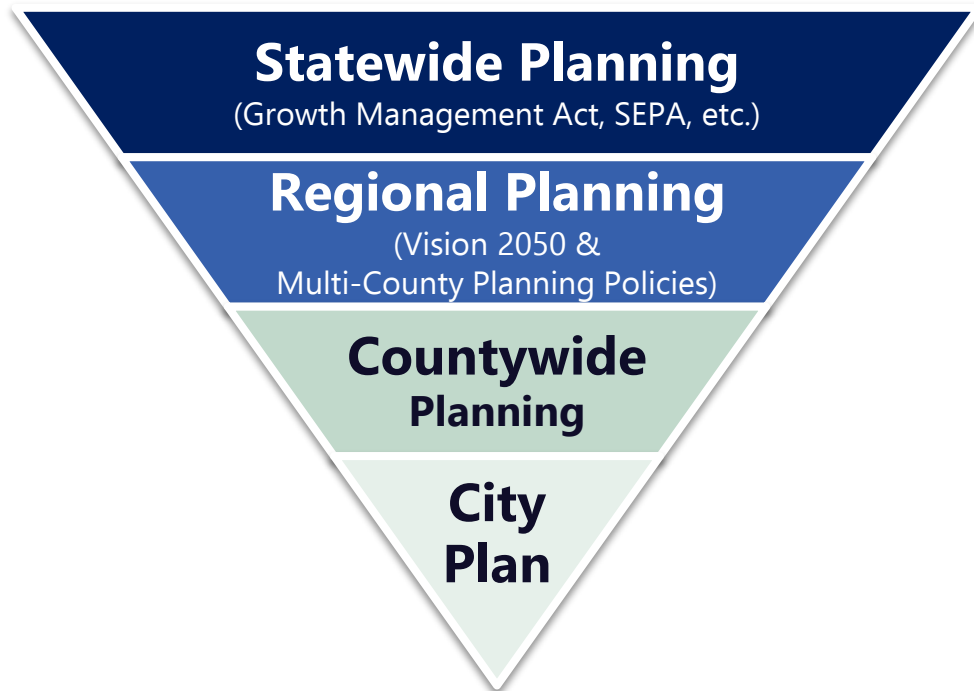 Statewide Planning
(Growth Management Act, SEPA, etc.)
Regional Planning
(Vision 2050 &
Multi-County Planning Policies)
Countywide
Planning
City
Plan